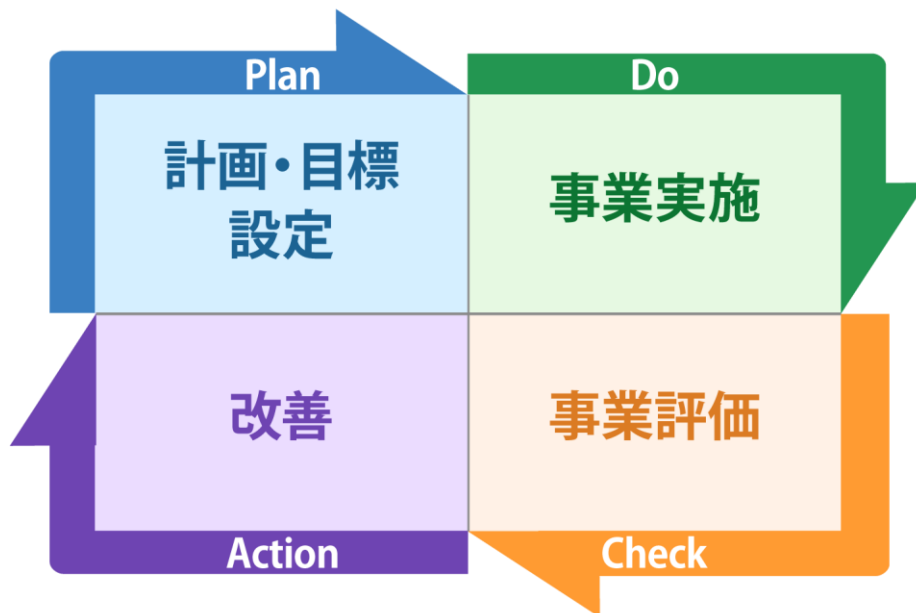 Plan
計画・目標
設定
Do
事業実施
改善
Action
事業評価
Check